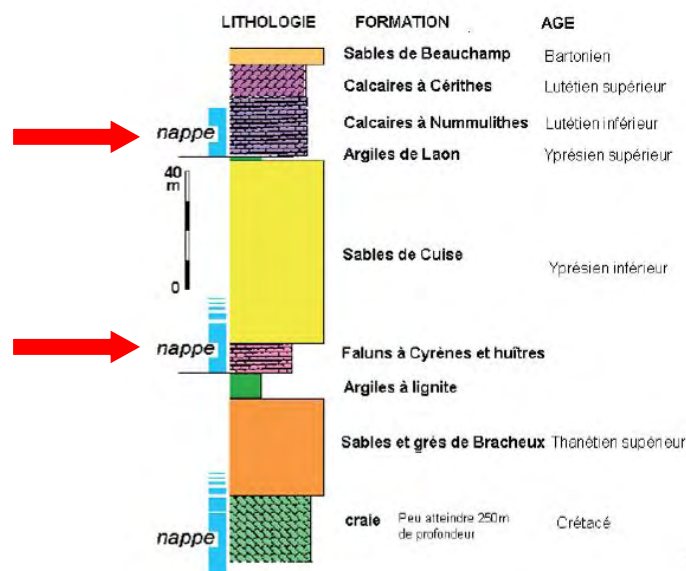 LITHOLOGIE FORMATION AGE
Sables de Beauchamp Bartonien
Calcaires à Cérithes Lutétien supérieur
nappe Calcaires à Nummulithes Lutétien inférieur
Argiles de Laon Yprésien supérieur
40
m
Sables de Cuise Yprésien inférieur
0
nappe Faluns à Cyrènes et huîtres
Argiles à lignite
Sables et grès de Bracheux Thanétien supérieur
nappe craie Peu atteindre 250m Crétacé
de profondeur